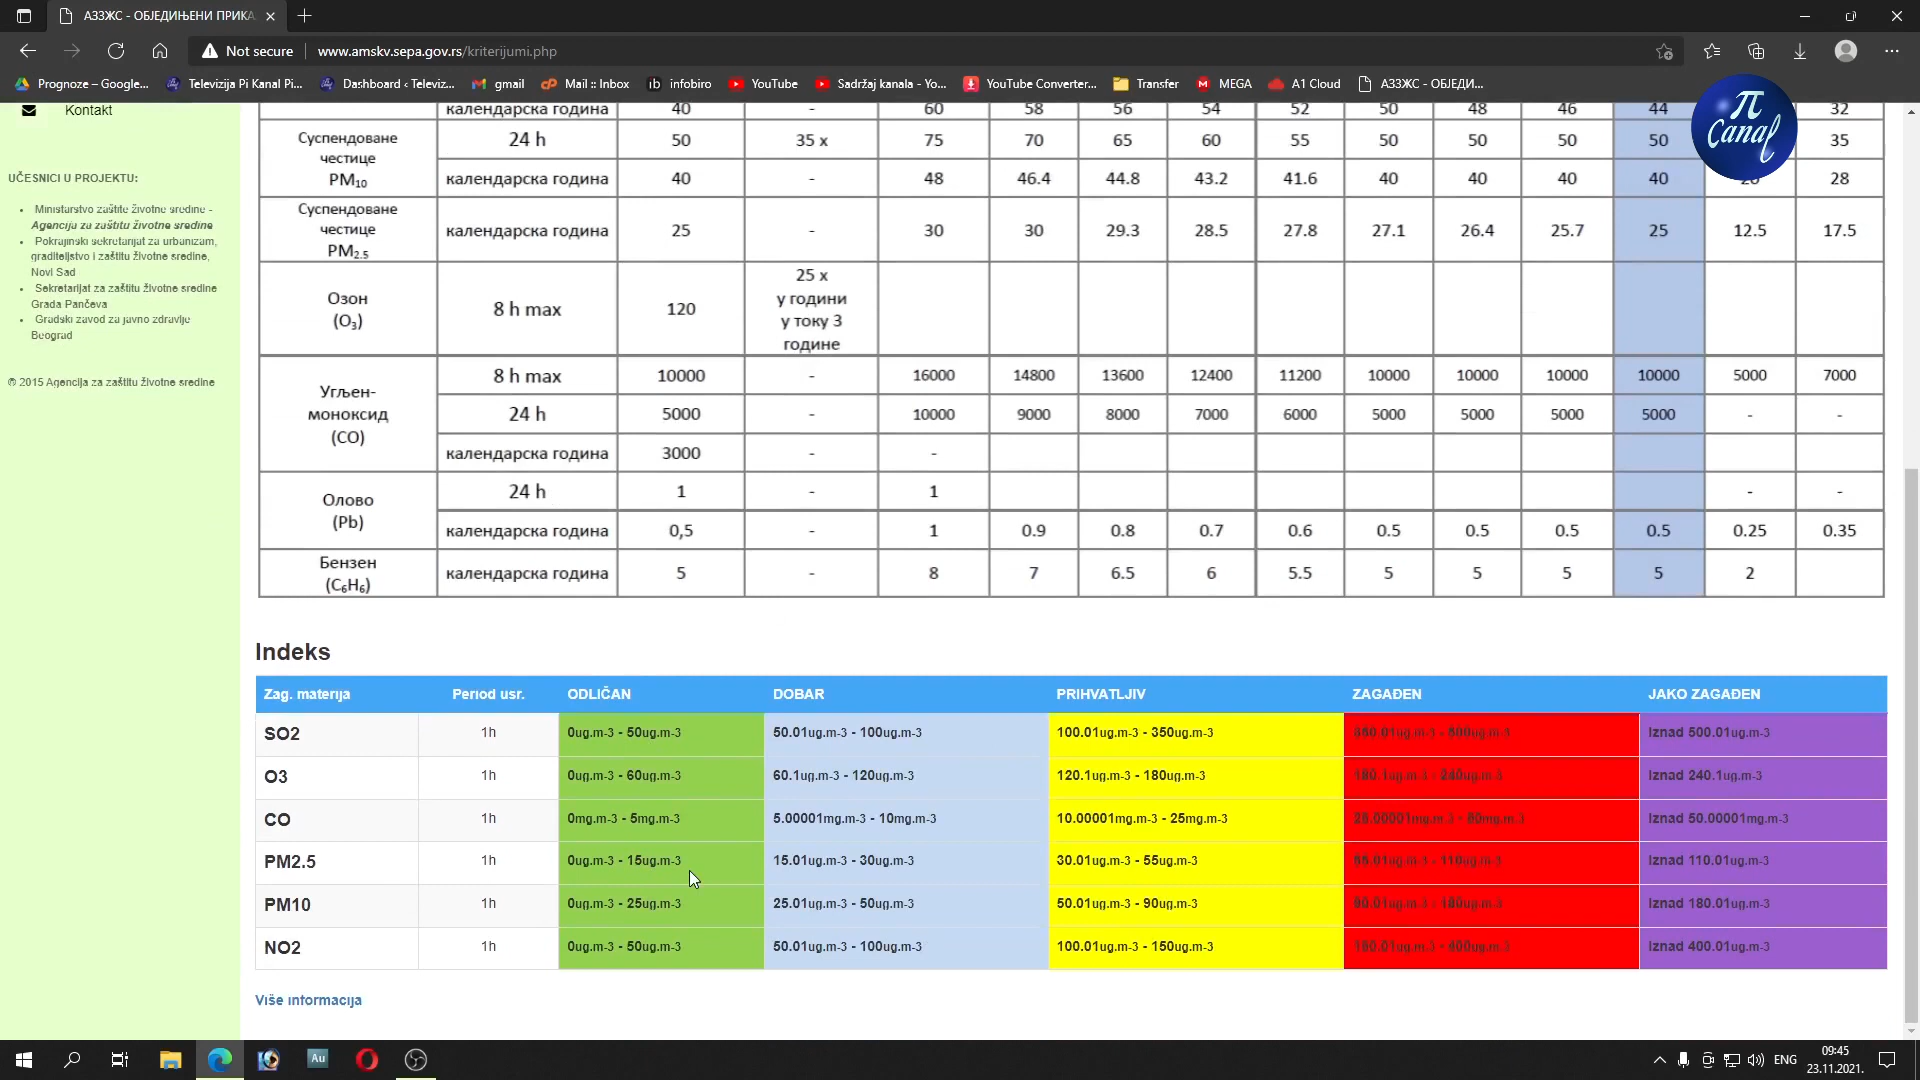 АЗЗЖС - ОБЈЕДИЊЕНИ ПРИКА
Not secure
www.amskv.sepa.gov.rs/kriterijumi.php
Prognoze – Google...
Televizija Pi Kanal Pi...
Dashboard ‹ Televiz...
gmail
Mail :: Inbox
infobiro
YouTube
Sadržaj kanala - Yo...
YouTube Converter...
Transfer
MEGA
A1 Cloud
АЗЗЖС - ОБЈЕДИ...
π
Canal
Kontakt
UČESNICI U PROJEKTU:
Ministarstvo zaštite životne sredine -
Agencija za zaštitu životne sredine
Pokrajinski sekretarijat za urbanizam,
graditeljstvo i zaštitu životne sredine,
Novi Sad
Sekretarijat za zaštitu životne sredine
Grada Pančeva
Gradski zavod za javno zdravlje
Beograd
© 2015 Agencija za zaštitu životne sredine
календарска година 40 - 60 58 56 54 52 50 48 46 44 32
Суспендоване
честице
PM₁₀
24 h 50 35 x 75 70 65 60 55 50 50 50 50 35
календарска година 40 - 48 46.4 44.8 43.2 41.6 40 40 40 40 28
Суспендоване
честице
PM₂.₅
календарска година 25 - 30 30 29.3 28.5 27.8 27.1 26.4 25.7 25 12.5 17.5
Озон
(O₃)
8 h max 120
25 x
у години
у току 3
године
Угљен-
моноксид
(CO)
8 h max 10000 - 16000 14800 13600 12400 11200 10000 10000 10000 10000 5000 7000
24 h 5000 - 10000 9000 8000 7000 6000 5000 5000 5000 5000 - -
календарска година 3000 - -
Олово
(Pb)
24 h 1 - 1 - -
календарска година 0,5 - 1 0.9 0.8 0.7 0.6 0.5 0.5 0.5 0.5 0.25 0.35
Бензен
(C₆H₆)
календарска година 5 - 8 7 6.5 6 5.5 5 5 5 5 2
Indeks
Zag. materija Period usr. ODLIČAN DOBAR PRIHVATLJIV ZAGAĐEN JAKO ZAGAĐEN
SO2 1h 0ug.m-3 - 50ug.m-3 50.01ug.m-3 - 100ug.m-3 100.01ug.m-3 - 350ug.m-3 Iznad 500.01ug.m-3
O3 1h 0ug.m-3 - 60ug.m-3 60.1ug.m-3 - 120ug.m-3 120.1ug.m-3 - 180ug.m-3 180.1ug.m-3 - 240ug.m-3 Iznad 240.1ug.m-3
CO 1h 0mg.m-3 - 5mg.m-3 5.00001mg.m-3 - 10mg.m-3 10.00001mg.m-3 - 25mg.m-3 Iznad 50.00001mg.m-3
PM2.5 1h 0ug.m-3 - 15ug.m-3 15.01ug.m-3 - 30ug.m-3 30.01ug.m-3 - 55ug.m-3 Iznad 110.01ug.m-3
PM10 1h 0ug.m-3 - 25ug.m-3 25.01ug.m-3 - 50ug.m-3 50.01ug.m-3 - 90ug.m-3 Iznad 180.01ug.m-3
NO2 1h 0ug.m-3 - 50ug.m-3 50.01ug.m-3 - 100ug.m-3 100.01ug.m-3 - 150ug.m-3 Iznad 400.01ug.m-3
Više informacija
Au
ENG
09:45
23.11.2021.